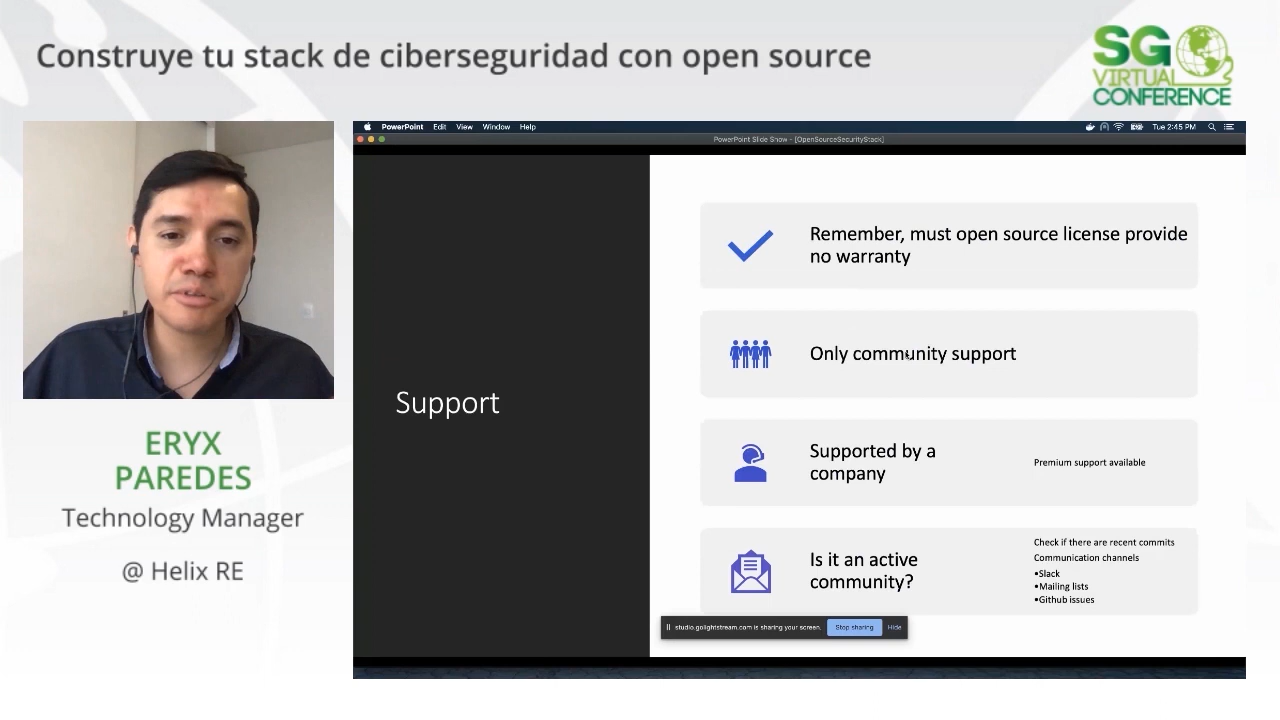 Construye tu stack de ciberseguridad con open source
SG
VIRTUAL
CONFERENCE
PowerPoint Edit View Window Help
Tue 2:45 PM
PowerPoint Slide Show - [OpenSourceSecurityStack]
Support
Remember, must open source license provide
no warranty
Only community support
Supported by a
company
Premium support available
Is it an active
community?
Check if there are recent commits
Communication channels
•Slack
•Mailing lists
•Github issues
studio.golightstream.com is sharing your screen.
Stop sharing
Hide
ERYX
PAREDES
Technology Manager
@ Helix RE